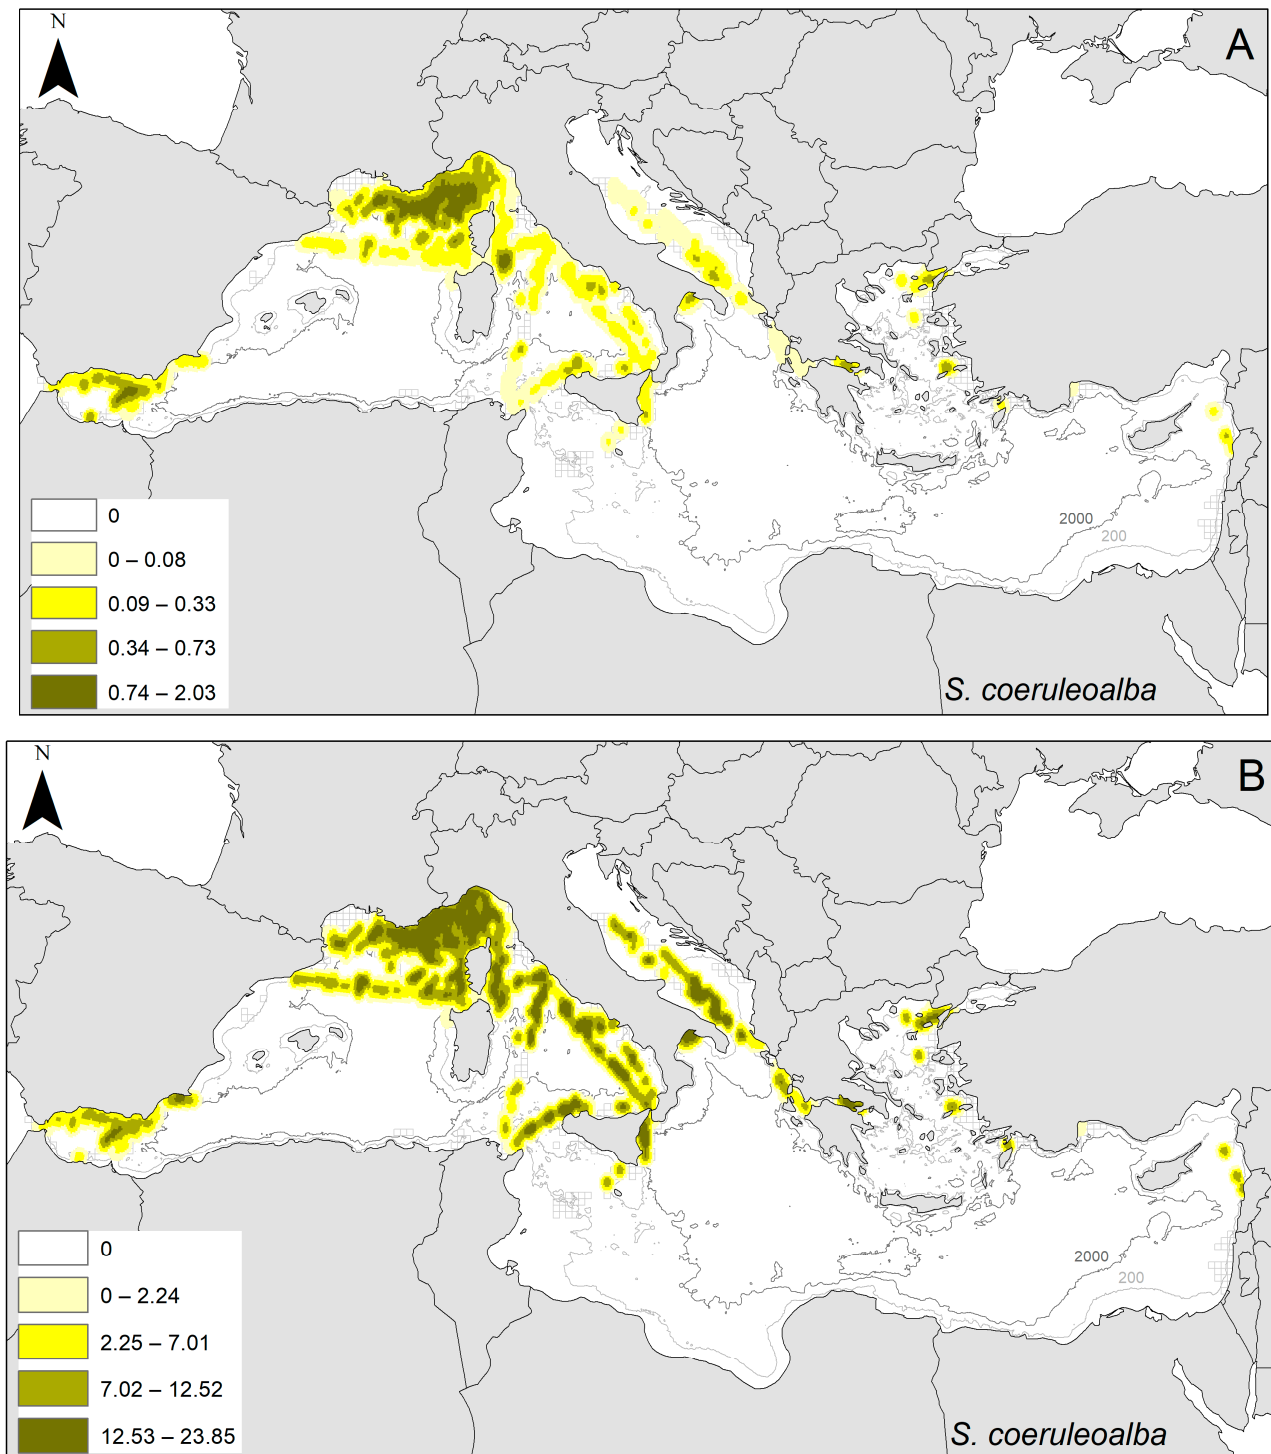 N
A
0
0 – 0.08
0.09 – 0.33
0.34 – 0.73
0.74 – 2.03
2000
200
S. coeruleoalba
N
B
0
0 – 2.24
2.25 – 7.01
7.02 – 12.52
12.53 – 23.85
2000
200
S. coeruleoalba